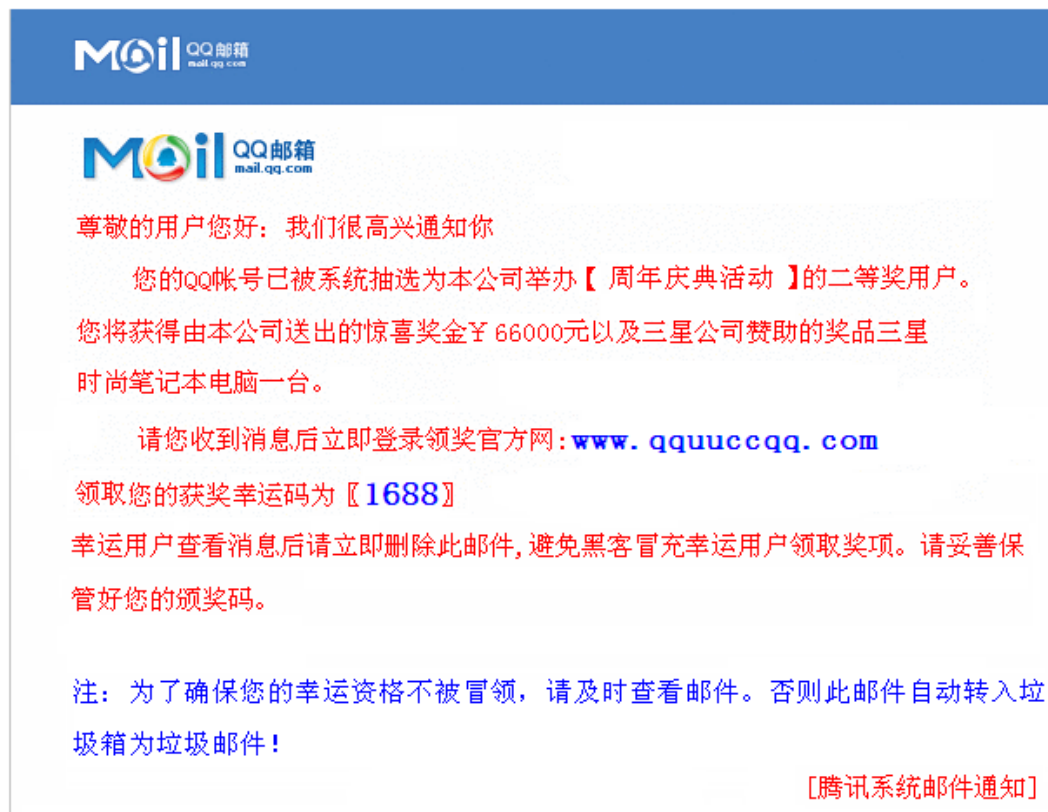 Mail QQ邮箱
mail.qq.com
Mail QQ邮箱
mail.qq.com
尊敬的用户您好：我们很高兴通知你
您的QQ帐号已被系统抽选为本公司举办【 周年庆典活动 】的二等奖用户。
您将获得由本公司送出的惊喜奖金￥66000元以及三星公司赞助的奖品三星
时尚笔记本电脑一台。
请您收到消息后立即登录领奖官方网:www.qquuccqq.com
领取您的获奖幸运码为〖1688〗
幸运用户查看消息后请立即删除此邮件,避免黑客冒充幸运用户领取奖项。请妥善保
管好您的颁奖码。
注：为了确保您的幸运资格不被冒领，请及时查看邮件。否则此邮件自动转入垃
圾箱为垃圾邮件！
[腾讯系统邮件通知]